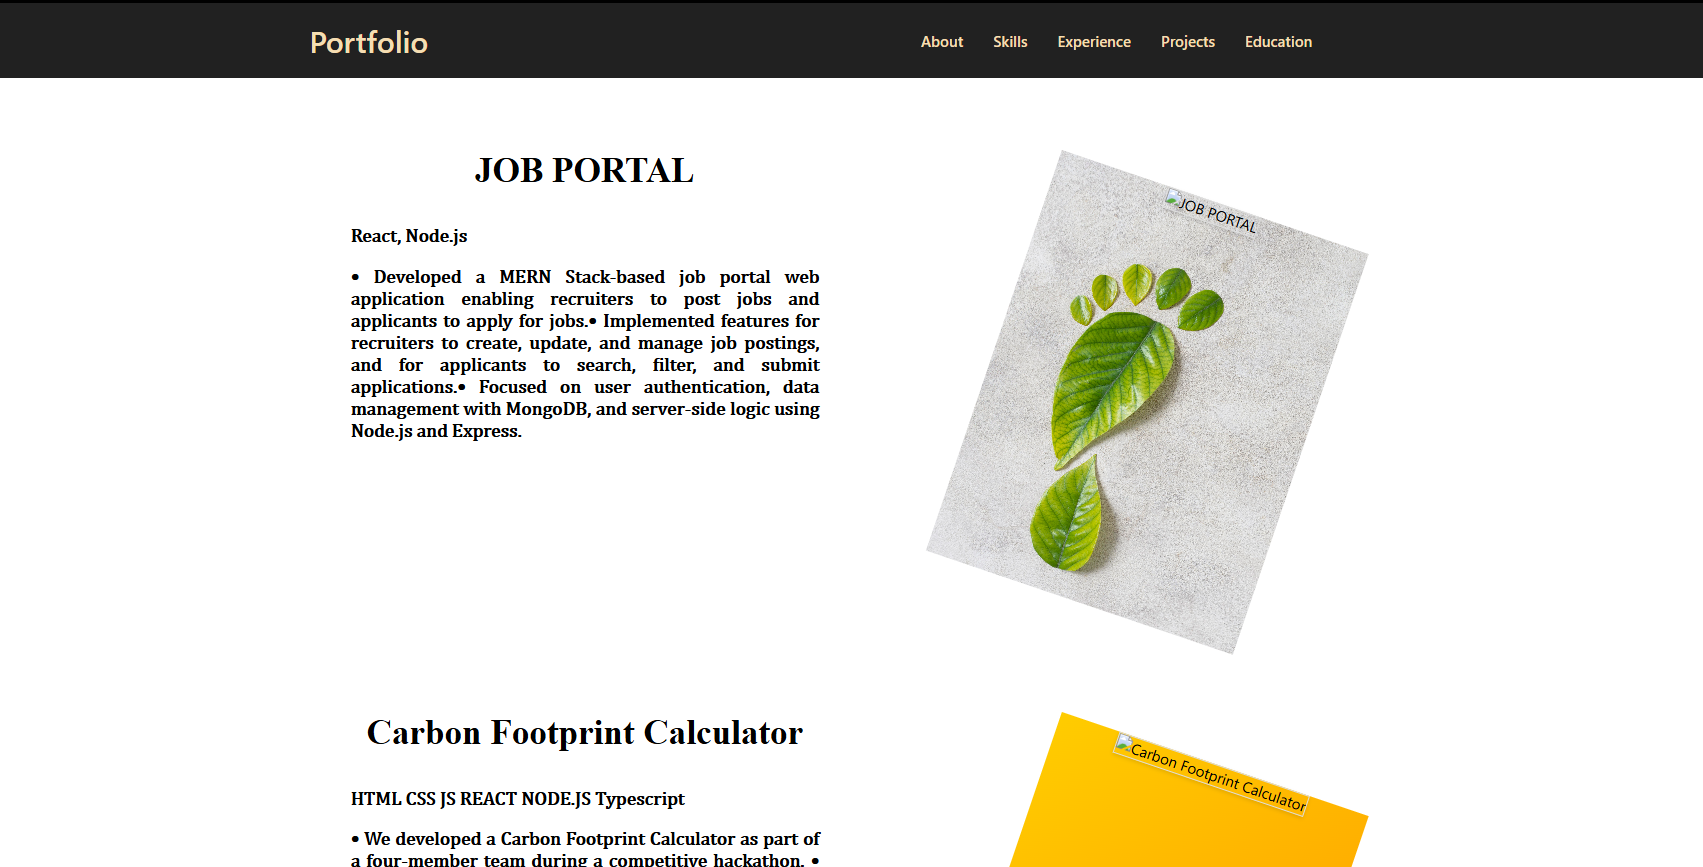 Portfolio
About Skills Experience Projects Education
JOB PORTAL
React, Node.js
• Developed a MERN Stack-based job portal web
application enabling recruiters to post jobs and
applicants to apply for jobs.• Implemented features for
recruiters to create, update, and manage job postings,
and for applicants to search, filter, and submit
applications.• Focused on user authentication, data
management with MongoDB, and server-side logic using
Node.js and Express.
JOB PORTAL
Carbon Footprint Calculator
HTML CSS JS REACT NODE.JS Typescript
• We developed a Carbon Footprint Calculator as part of
a four-member team during a competitive hackathon. •
Carbon Footprint Calculator